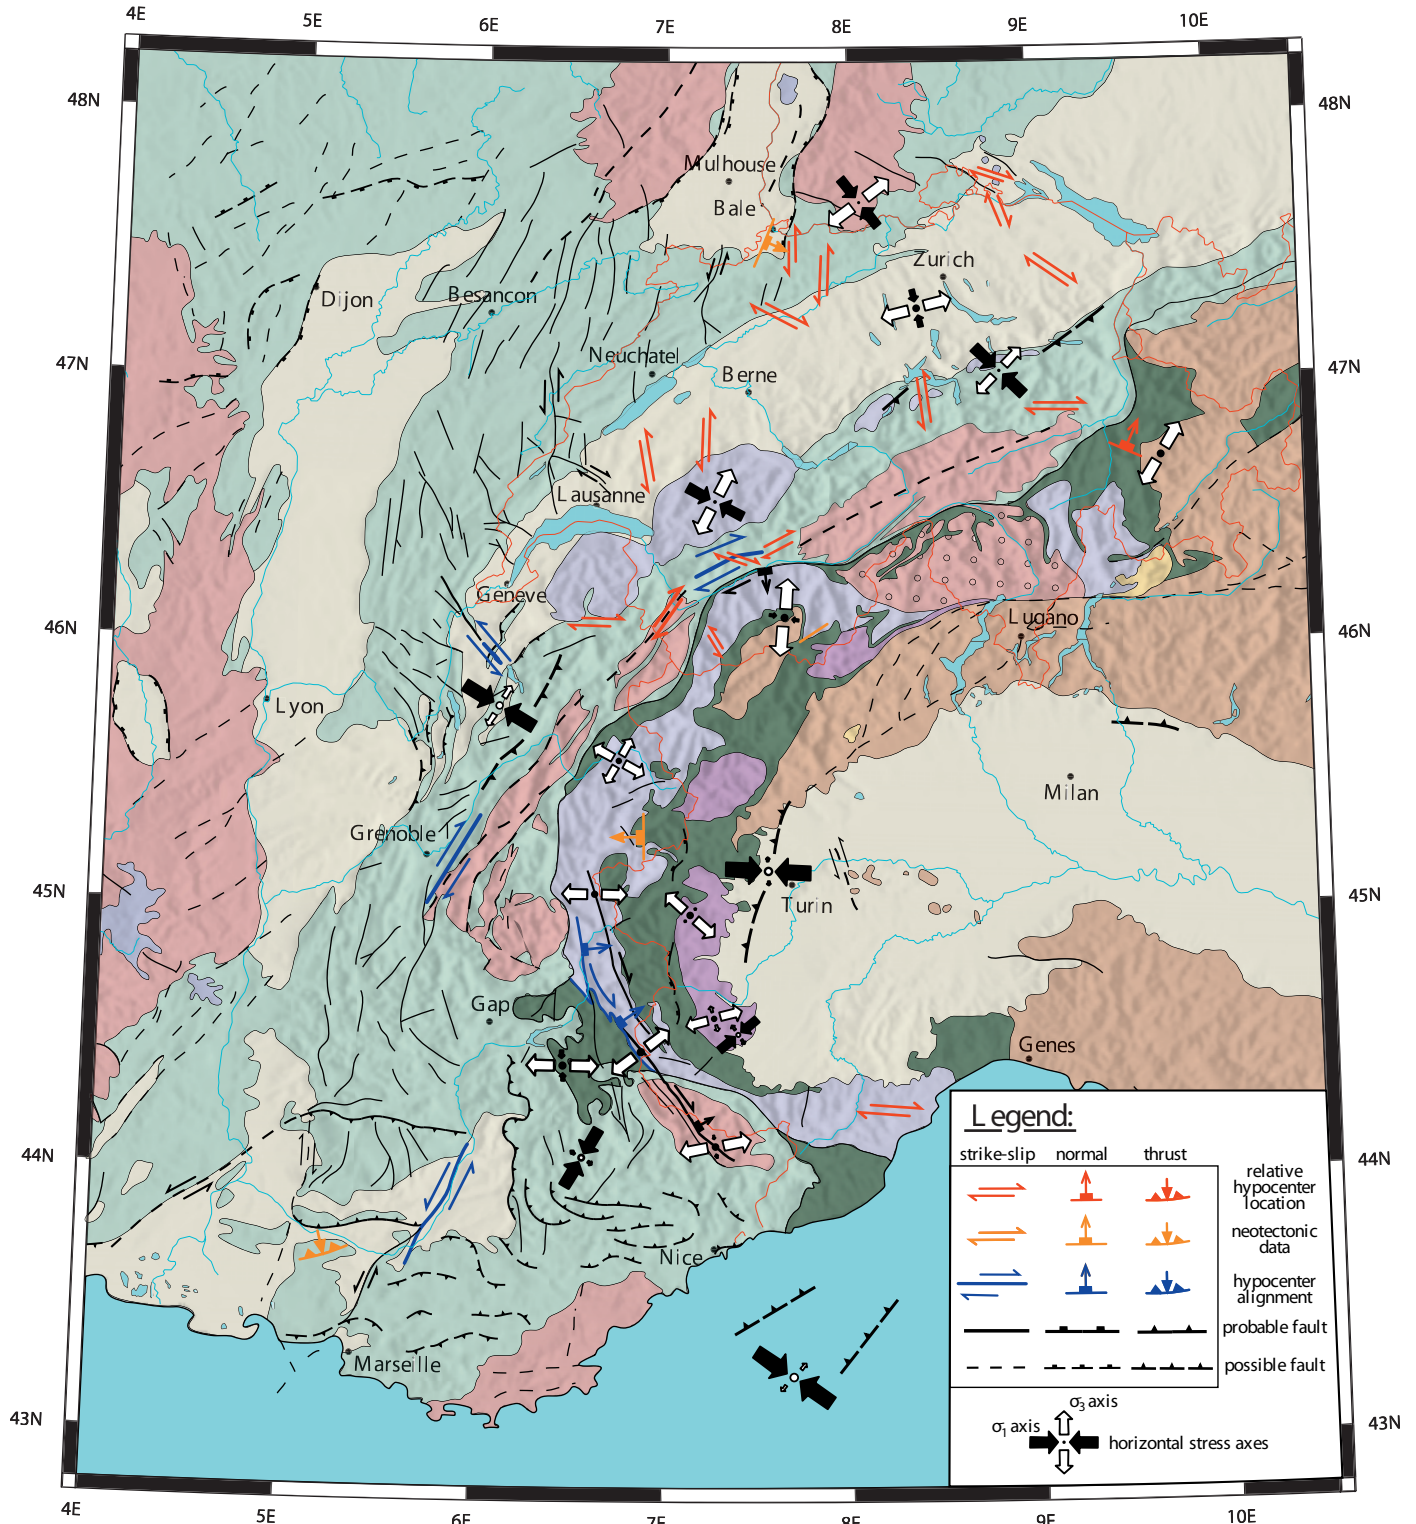 4E
5E
6E
7E
8E
9E
10E
48N
48N
Mulhouse
Bale
Zurich
Dijon
Besancon
47N
47N
Neuchatel
Berne
Lausanne
Geneve
46N
46N
Lugano
Lyon
Milan
Grenoble
45N
45N
Turin
Gap
Genes
44N
44N
Nice
Marseille
43N
43N
Legend:
strike-slip normal thrust
relative
hypocenter
location
neotectonic
data
hypocenter
alignment
probable fault
possible fault
σ3 axis
σ1 axis
horizontal stress axes
4E
5E
6E
7E
8E
9E
10E